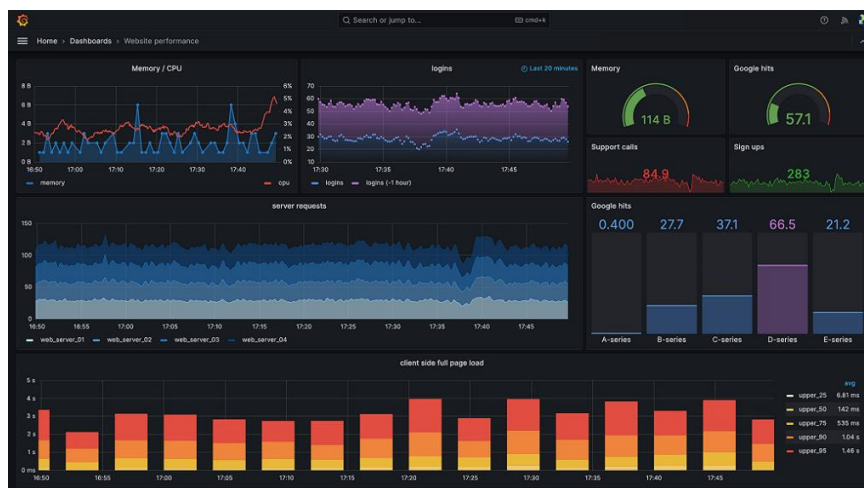 Search or jump to... cmd+k
Home › Dashboards › Website performance
Memory / CPU
8 B
6 B
4 B
2 B
0 B
6%
5%
4%
3%
2%
1%
0%
16:50 17:00 17:10 17:20 17:30 17:40
memory cpu
logins
Last 20 minutes
70
60
50
40
30
20
10
17:30 17:35 17:40 17:45
logins logins (-1 hour)
Memory
114 B
Google hits
57.1
Support calls
84.9
Sign ups
283
server requests
150
100
50
0
16:50 16:55 17:00 17:05 17:10 17:15 17:20 17:25 17:30 17:35 17:40 17:45
web_server_01 web_server_02 web_server_03 web_server_04
Google hits
0.400 27.7 37.1 66.5 21.2
A-series B-series C-series D-series E-series
client side full page load
5 s
4 s
3 s
2 s
1 s
0 ms
16:50 16:55 17:00 17:05 17:10 17:15 17:20 17:25 17:30 17:35 17:40 17:45
avg
upper_25 6.81 ms
upper_50 142 ms
upper_75 535 ms
upper_90 1.04 s
upper_95 1.46 s